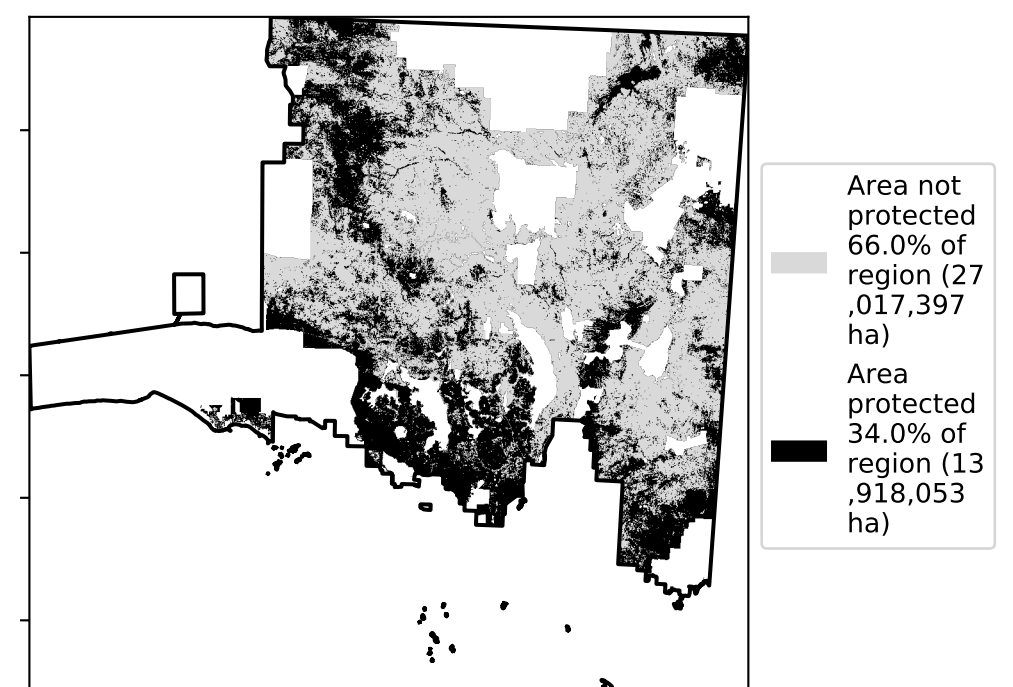 Area not
protected
66.0% of
region (27
,017,397
ha)
Area
protected
34.0% of
region (13
,918,053
ha)